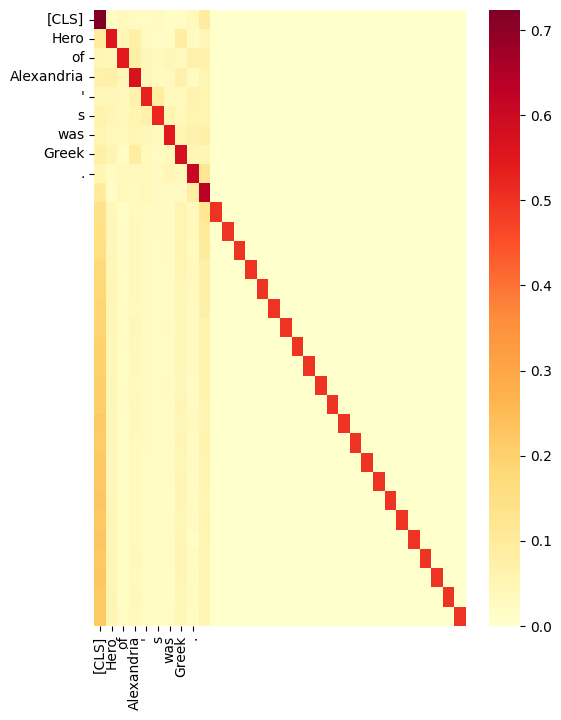 [CLS]
Hero
of
Alexandria
'
s
was
Greek
.
0.7
0.6
0.5
0.4
0.3
0.2
0.1
0.0
[CLS]
Hero
of
Alexandria
'
s
was
Greek
.